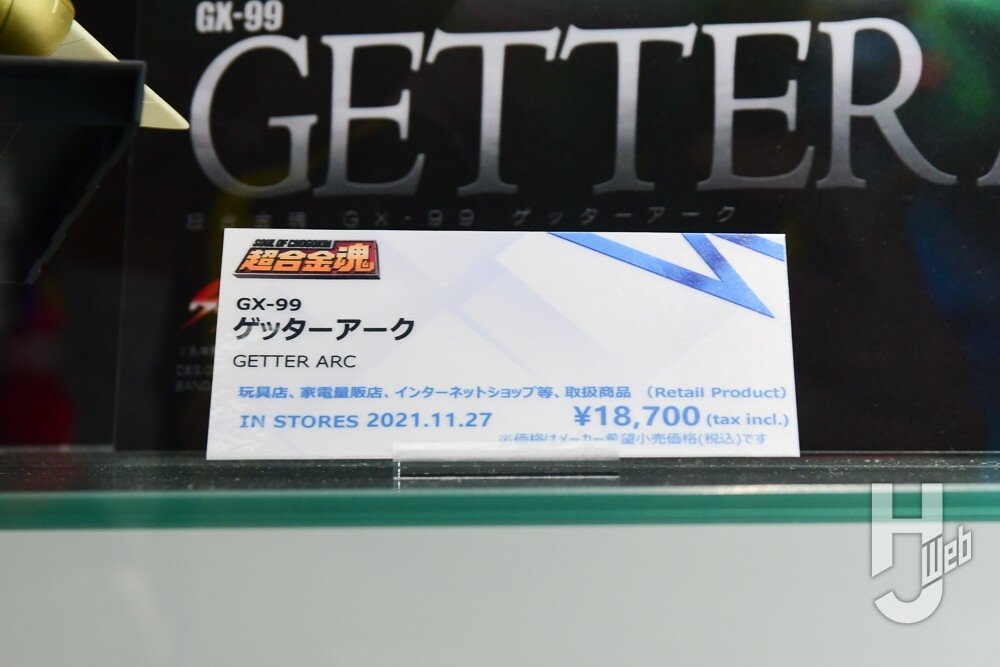 GX-99
GETTER
超合金魂 GX-99 ゲッターアーク
SOUL OF CHOGOKIN
超合金魂
GX-99
ゲッターアーク
GETTER ARC
玩具店、家電量販店、インターネットショップ等、取扱商品 (Retail Product)
IN STORES 2021.11.27 ¥18,700 (tax incl.)
※価格はメーカー希望小売価格(税込)です
HJ Web